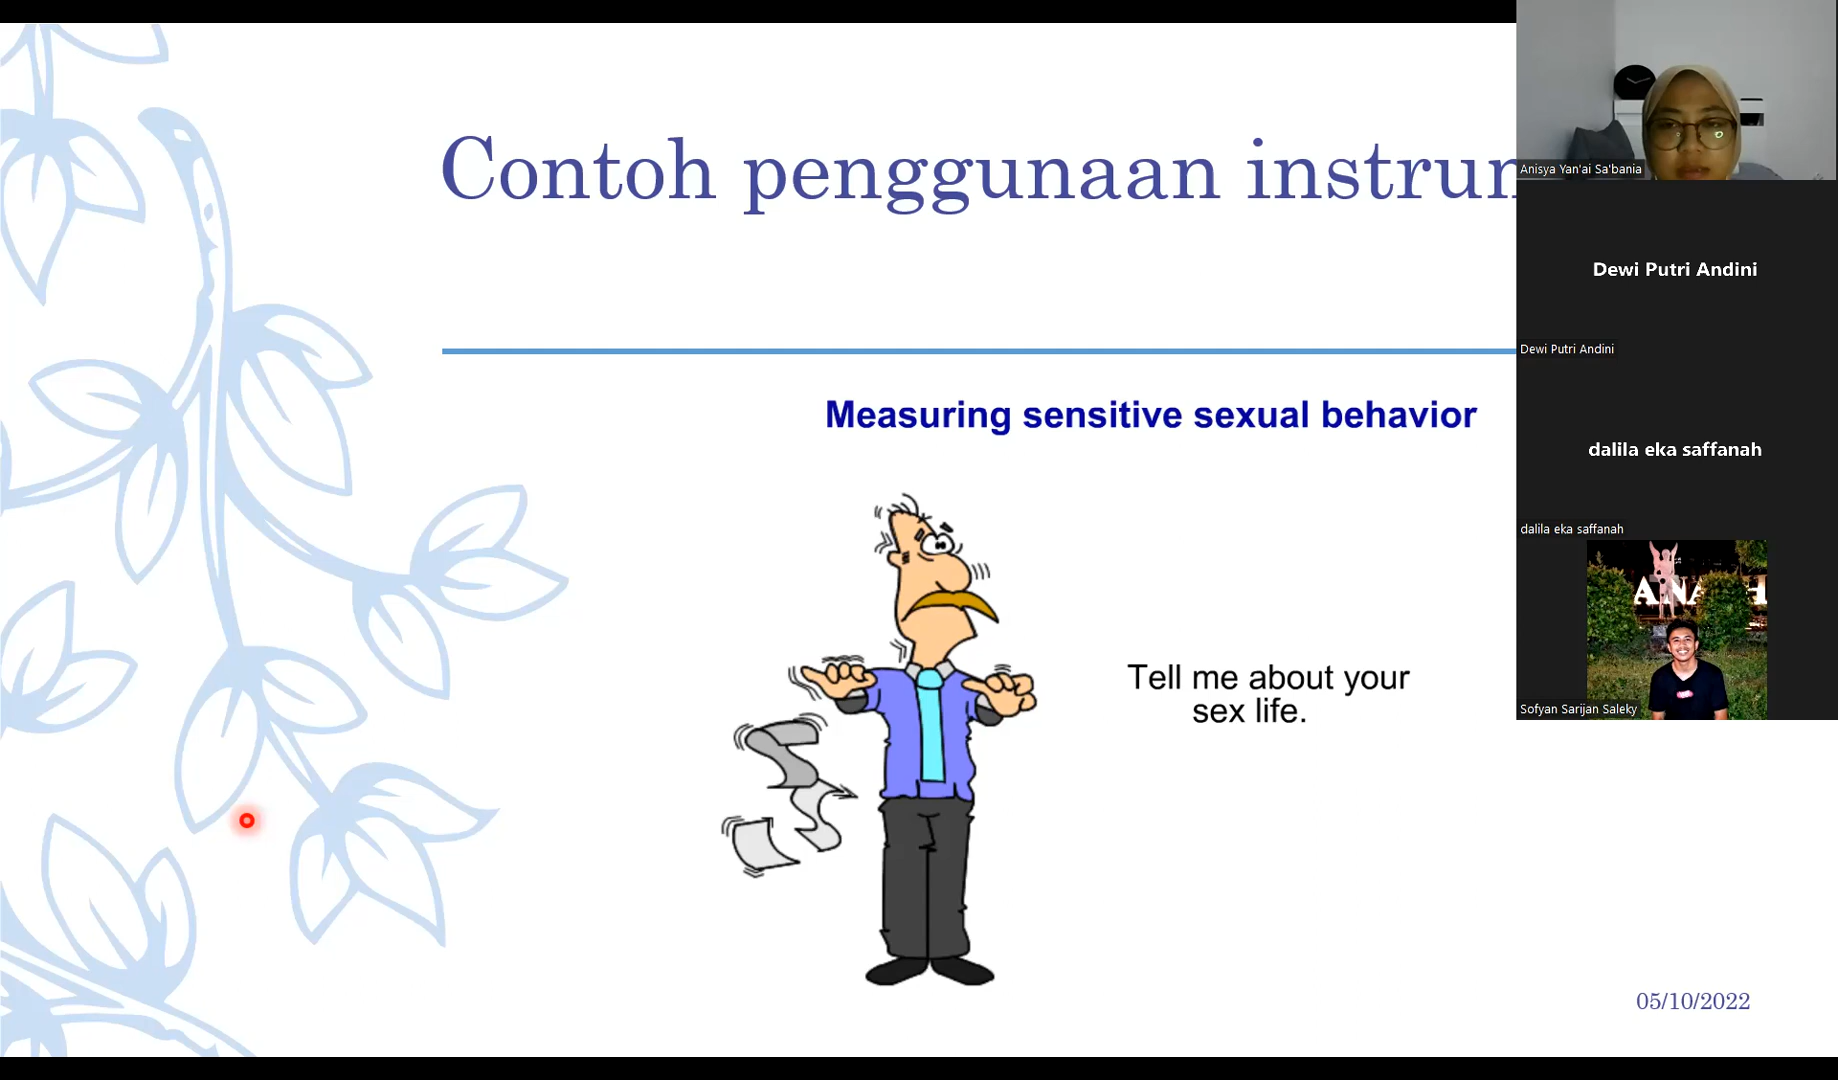 Contoh penggunaan instrum
Measuring sensitive sexual behavior
Tell me about your
sex life.
05/10/2022
Anisya Yan'ai Sa'bania
Dewi Putri Andini
Dewi Putri Andini
dalila eka saffanah
dalila eka saffanah
Sofyan Sarijan Saleky